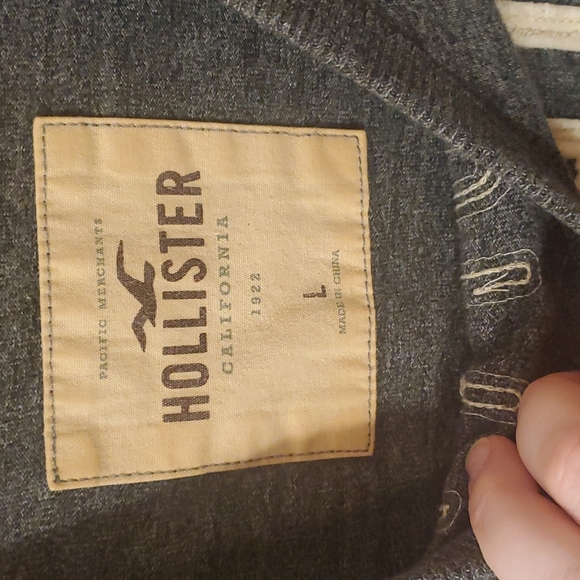 PACIFIC MERCHANTS
HOLLISTER
CALIFORNIA
1922
L
MADE IN CHINA